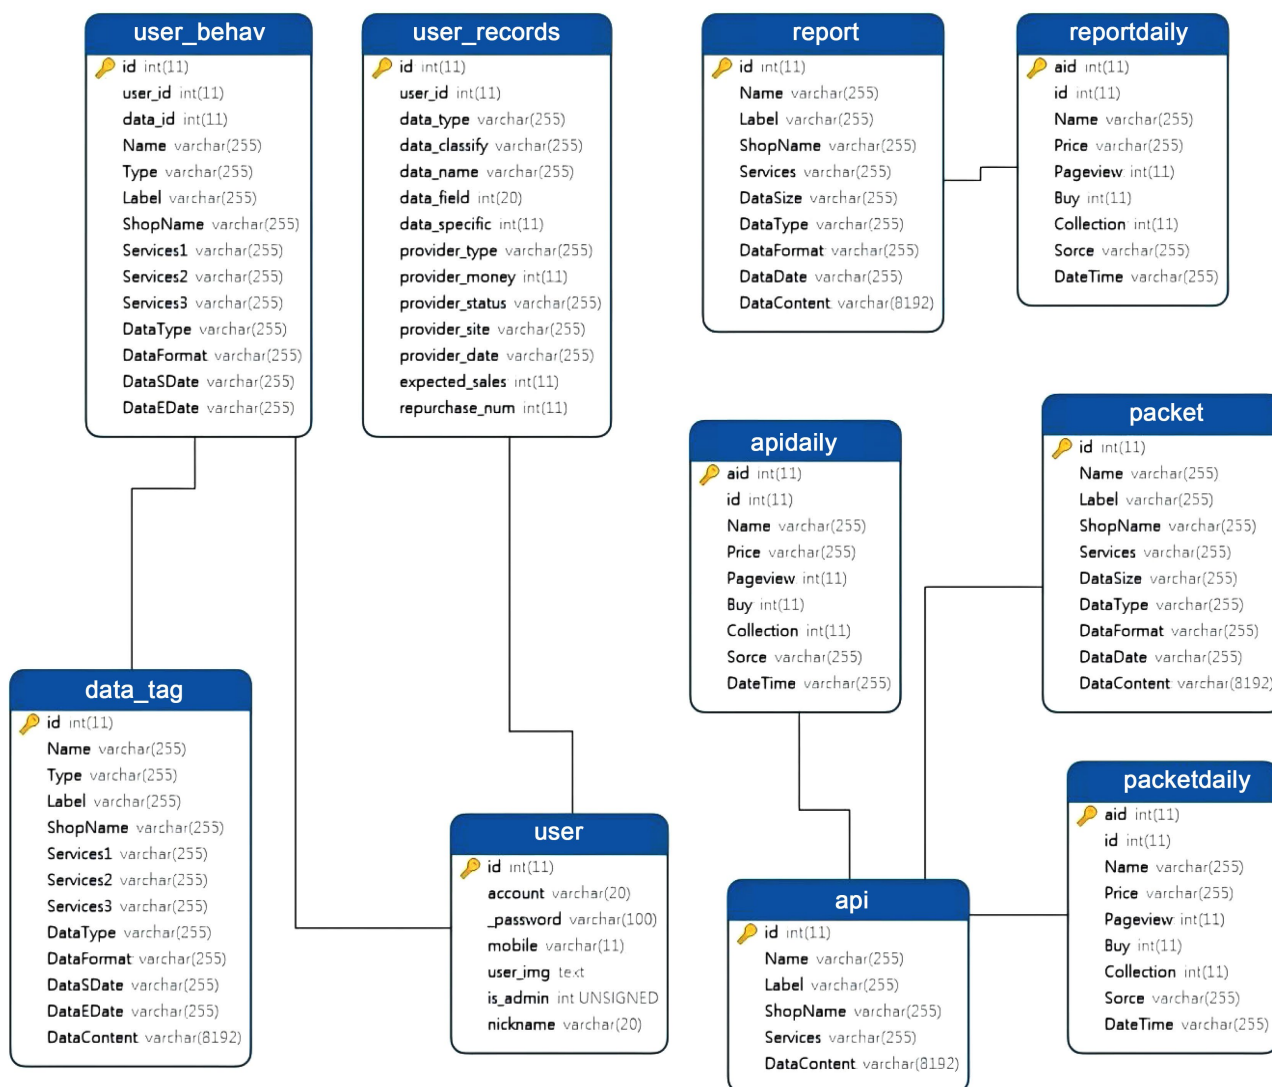 user_behav
id int(11)
user_id int(11)
data_id int(11)
Name varchar(255)
Type varchar(255)
Label varchar(255)
ShopName varchar(255)
Services1 varchar(255)
Services2 varchar(255)
Services3 varchar(255)
DataType varchar(255)
DataFormat varchar(255)
DataSDate varchar(255)
DataEDate varchar(255)
user_records
id int(11)
user_id int(11)
data_type varchar(255)
data_classify varchar(255)
data_name varchar(255)
data_field int(20)
data_specific int(11)
provider_type varchar(255)
provider_money int(11)
provider_status varchar(255)
provider_site varchar(255)
provider_date varchar(255)
expected_sales int(11)
repurchase_num int(11)
report
id int(11)
Name varchar(255)
Label varchar(255)
ShopName varchar(255)
Services varchar(255)
DataSize varchar(255)
DataType varchar(255)
DataFormat varchar(255)
DataDate varchar(255)
DataContent varchar(8192)
reportdaily
aid int(11)
id int(11)
Name varchar(255)
Price varchar(255)
Pageview int(11)
Buy int(11)
Collection int(11)
Sorce varchar(255)
DateTime varchar(255)
apidaily
aid int(11)
id int(11)
Name varchar(255)
Price varchar(255)
Pageview int(11)
Buy int(11)
Collection int(11)
Sorce varchar(255)
DateTime varchar(255)
packet
id int(11)
Name varchar(255)
Label varchar(255)
ShopName varchar(255)
Services varchar(255)
DataSize varchar(255)
DataType varchar(255)
DataFormat varchar(255)
DataDate varchar(255)
DataContent varchar(8192)
data_tag
id int(11)
Name varchar(255)
Type varchar(255)
Label varchar(255)
ShopName varchar(255)
Services1 varchar(255)
Services2 varchar(255)
Services3 varchar(255)
DataType varchar(255)
DataFormat varchar(255)
DataSDate varchar(255)
DataEDate varchar(255)
DataContent varchar(8192)
user
id int(11)
account varchar(20)
_password varchar(100)
mobile varchar(11)
user_img text
is_admin int UNSIGNED
nickname varchar(20)
api
id int(11)
Name varchar(255)
Label varchar(255)
ShopName varchar(255)
Services varchar(255)
DataContent varchar(8192)
packetdaily
aid int(11)
id int(11)
Name varchar(255)
Price varchar(255)
Pageview int(11)
Buy int(11)
Collection int(11)
Sorce varchar(255)
DateTime varchar(255)